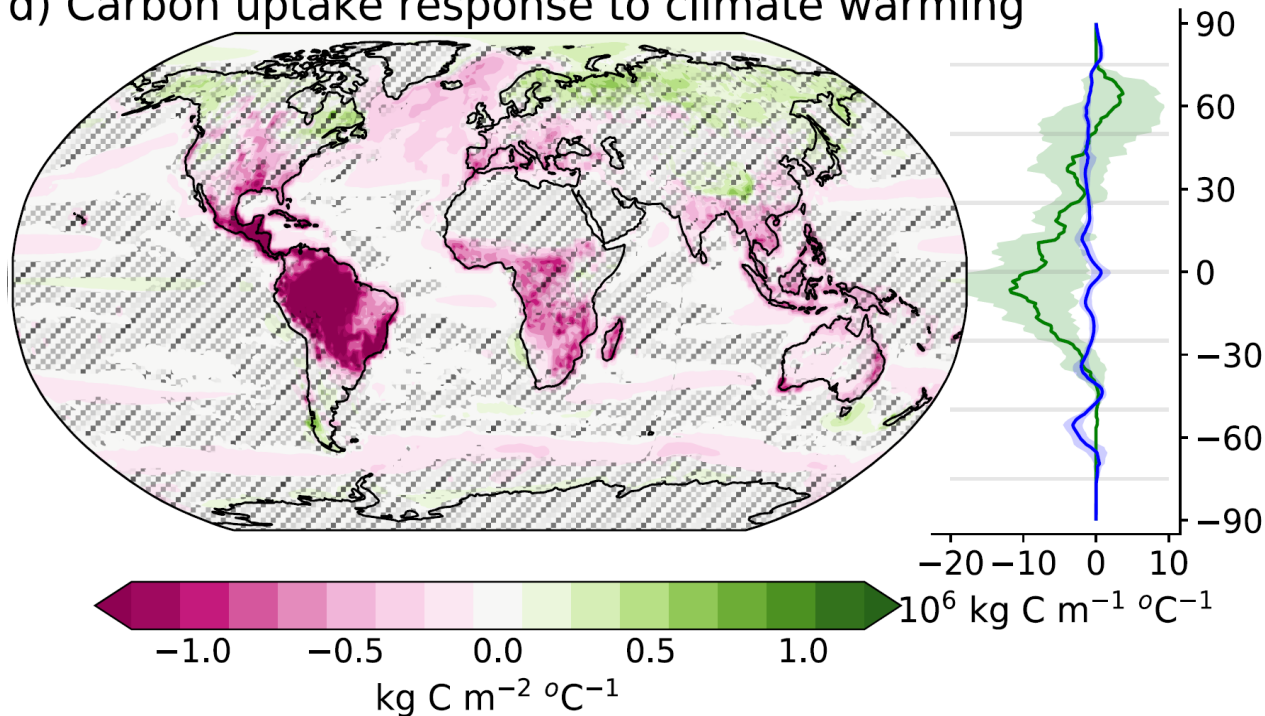 d) Carbon uptake response to climate warming
90
60
30
0
−30
−60
−90
−20 −10 0 10
10⁶ kg C m⁻¹ ᵒC⁻¹
−1.0 −0.5 0.0 0.5 1.0
kg C m⁻² ᵒC⁻¹